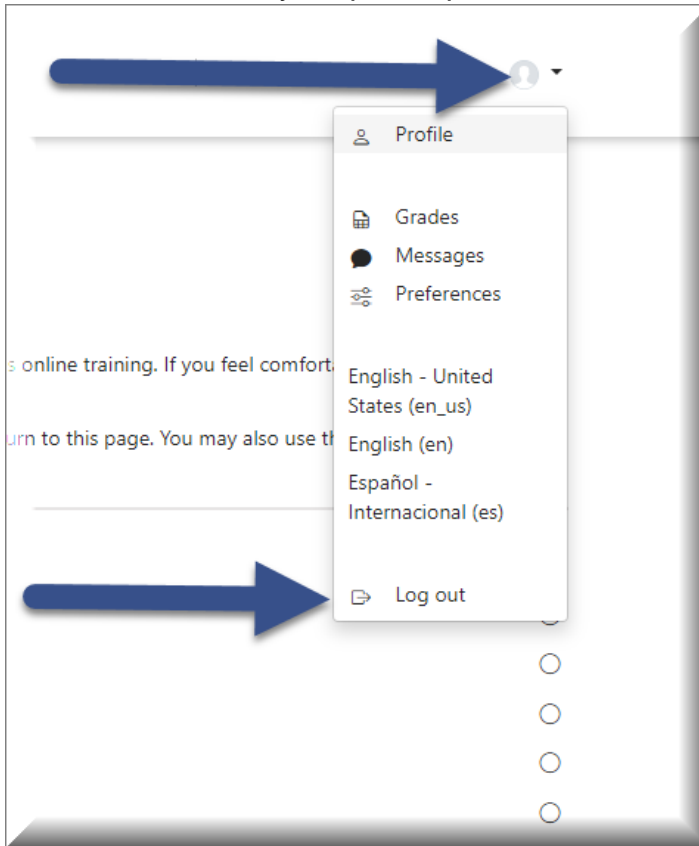 Profile
Grades
Messages
Preferences
s online training. If you feel comfort
English - United
States (en_us)
urn to this page. You may also use th
English (en)
Español -
Internacional (es)
Log out